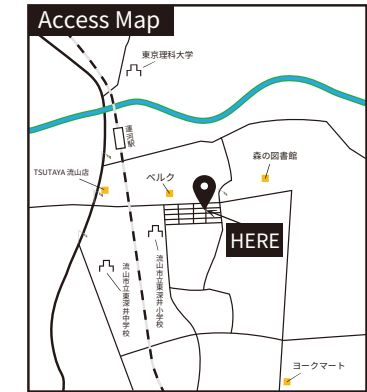 Access Map
東京理科大学
運河駅
TSUTAYA 流山店
ベルク
森の図書館
HERE
流山市立東深井小学校
流山市立東深井中学校
ヨークマート